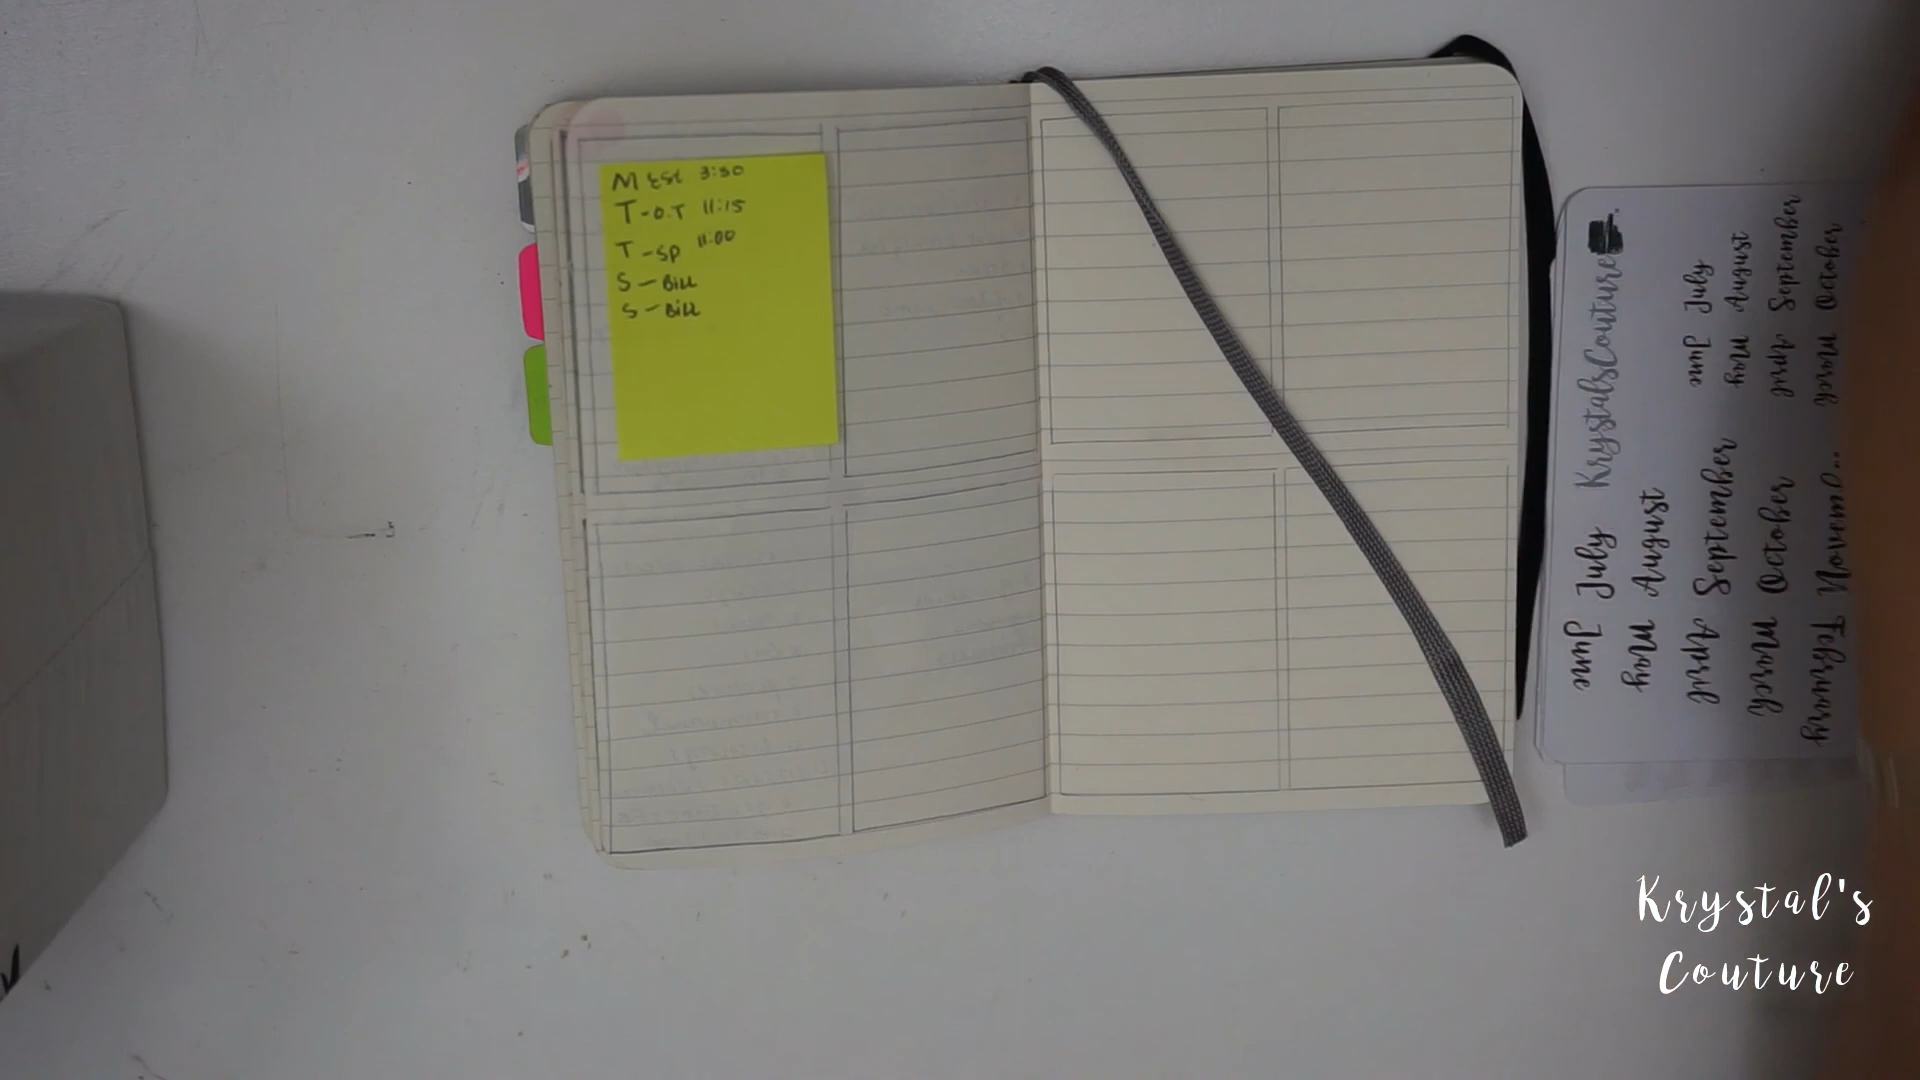 M ESL 3:30
T-O.T 11:15
T-SP 11:00
S-Bill
S-Bill
KrystalsCouture
June July
May August
April September
March October
June July
May August
April September
March October
February Novem...
Krystal's
Couture